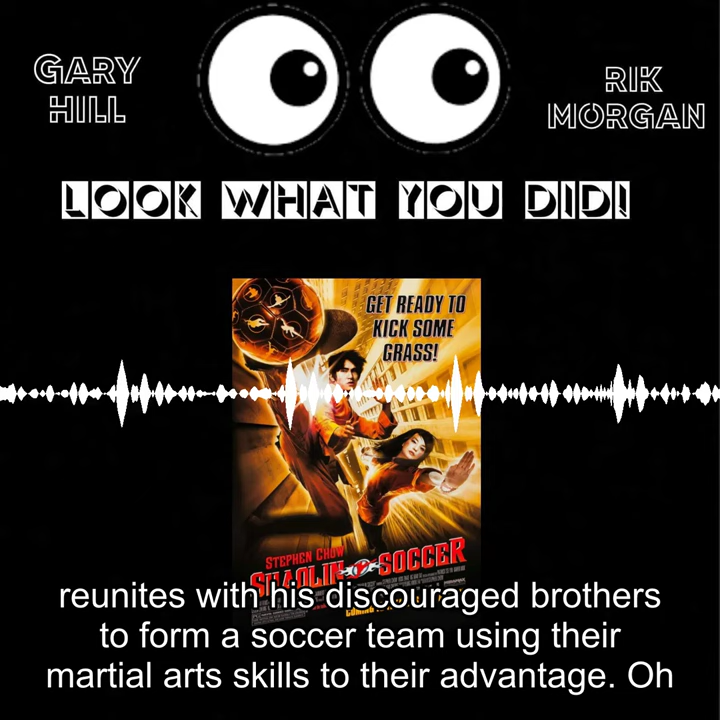 GARY
HILL
RIK
MORGAN
LOOK WHAT YOU DID!
GET READY TO
KICK SOME
GRASS!
STEPHEN CHOW
SHAOLIN SOCCER
reunites with his discouraged brothers
to form a soccer team using their
martial arts skills to their advantage. Oh